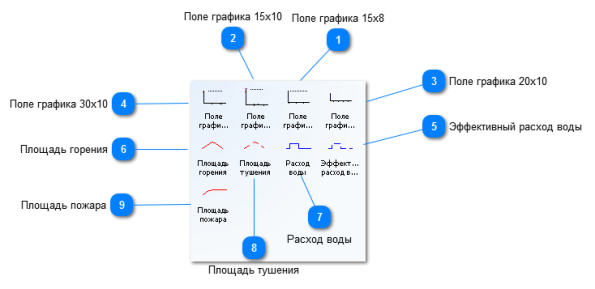 Поле графика 15x10
Поле графика 15x8
2
1
Поле графика 30x10
4
3
Поле графика 20x10
Поле графи...
Поле графи...
Поле графи...
Поле графи...
5
Эффективный расход воды
Площадь горения
6
Площадь горения
Площадь тушения
Расход воды
Эффект... расход в...
Площадь пожара
9
Площадь пожара
7
Расход воды
8
Площадь тушения